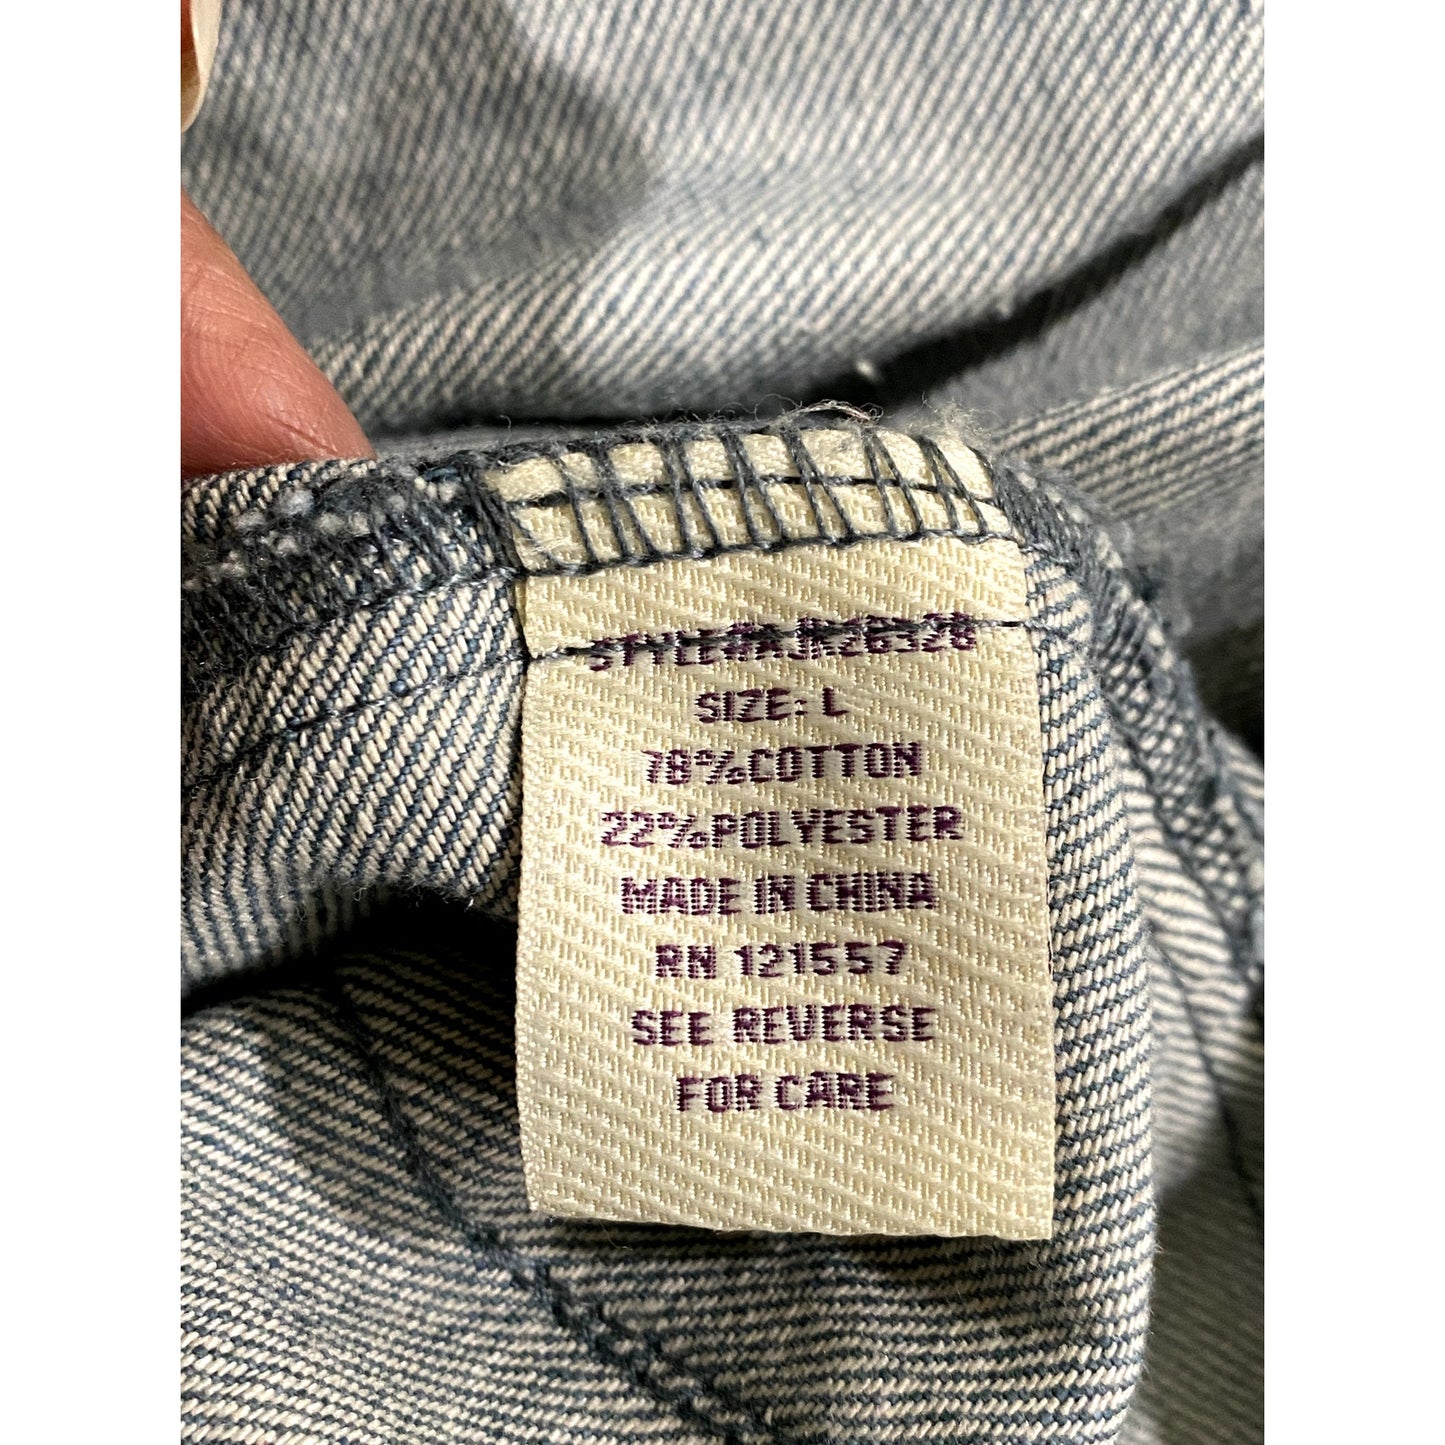 SIZE: L
78%COTTON
22%POLYESTER
MADE IN CHINA
RN 121557
SEE REVERSE
FOR CARE